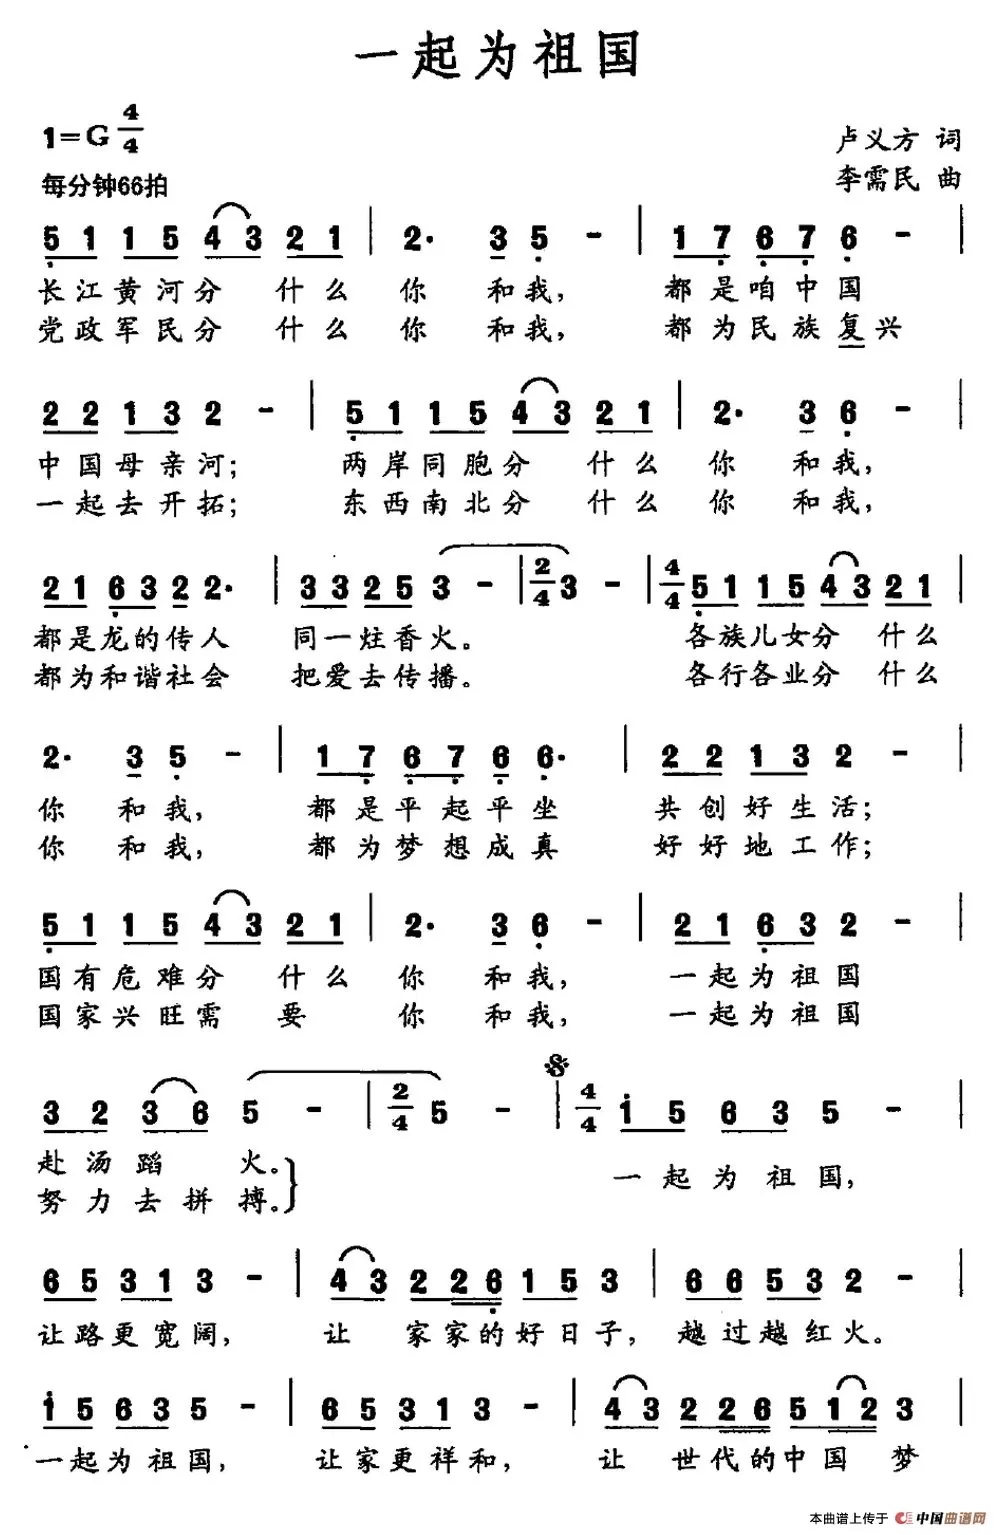 一起为祖国
1=G 4/4
卢义方 词
每分钟66拍
李需民 曲
5 1 1 5 4 3 2 1 | 2· 3 5 - | 1 7 6 7 6 - |
长江黄河分 什么 你 和我, 都是咱中国
党政军民分 什么 你 和我, 都为民族复兴
2 2 1 3 2 - | 5 1 1 5 4 3 2 1 | 2· 3 6 - |
中国母亲河; 两岸同胞分 什么 你 和我,
一起去开拓; 东西南北分 什么 你 和我,
2 1 6 3 2 2· | 3 3 2 5 3 - | 2/4 3 - | 4/4 5 1 1 5 4 3 2 1 |
都是龙的传人 同一炷香火。 各族儿女分 什么
都为和谐社会 把爱去传播。 各行各业分 什么
2· 3 5 - | 1 7 6 7 6 6· | 2 2 1 3 2 - |
你 和我, 都是平起平坐 共创好生活;
你 和我, 都为梦想成真 好好地工作;
5 1 1 5 4 3 2 1 | 2· 3 6 - | 2 1 6 3 2 - |
国有危难分 什么 你 和我, 一起为祖国
国家兴旺需 要 你 和我, 一起为祖国
3 2 3 6 5 - | 2/4 5 - | 4/4 1 5 6 3 5 - |
赴汤蹈 火。 一起为祖国,
努力去拼搏。
6 5 3 1 3 - | 4 3 2 2 6 1 5 3 | 6 6 5 3 2 - |
让路更宽阔, 让 家家的好日子, 越过越红火。
1 5 6 3 5 - | 6 5 3 1 3 - | 4 3 2 2 6 5 1 2 3 |
一起为祖国, 让家更祥和, 让 世代的中国 梦
本曲谱上传于 中国曲谱网